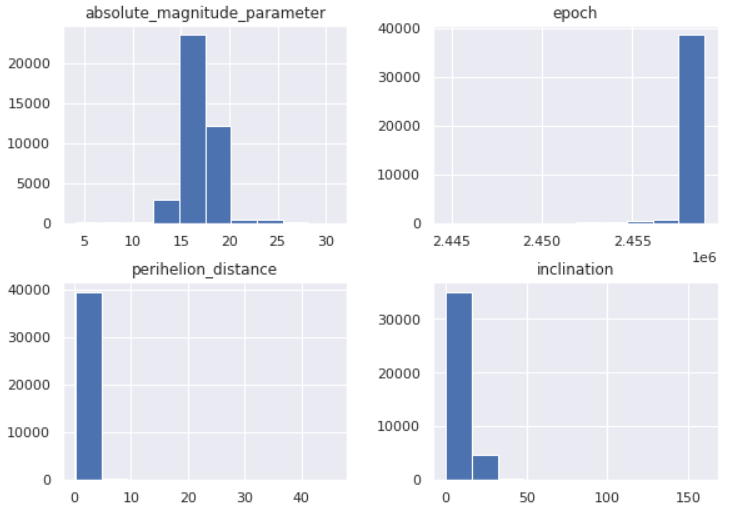 absolute_magnitude_parameter
20000
15000
10000
5000
0
5 10 15 20 25 30
epoch
40000
30000
20000
10000
0
2.445 2.450 2.455
1e6
perihelion_distance
40000
30000
20000
10000
0
0 10 20 30 40
inclination
30000
20000
10000
0
0 50 100 150